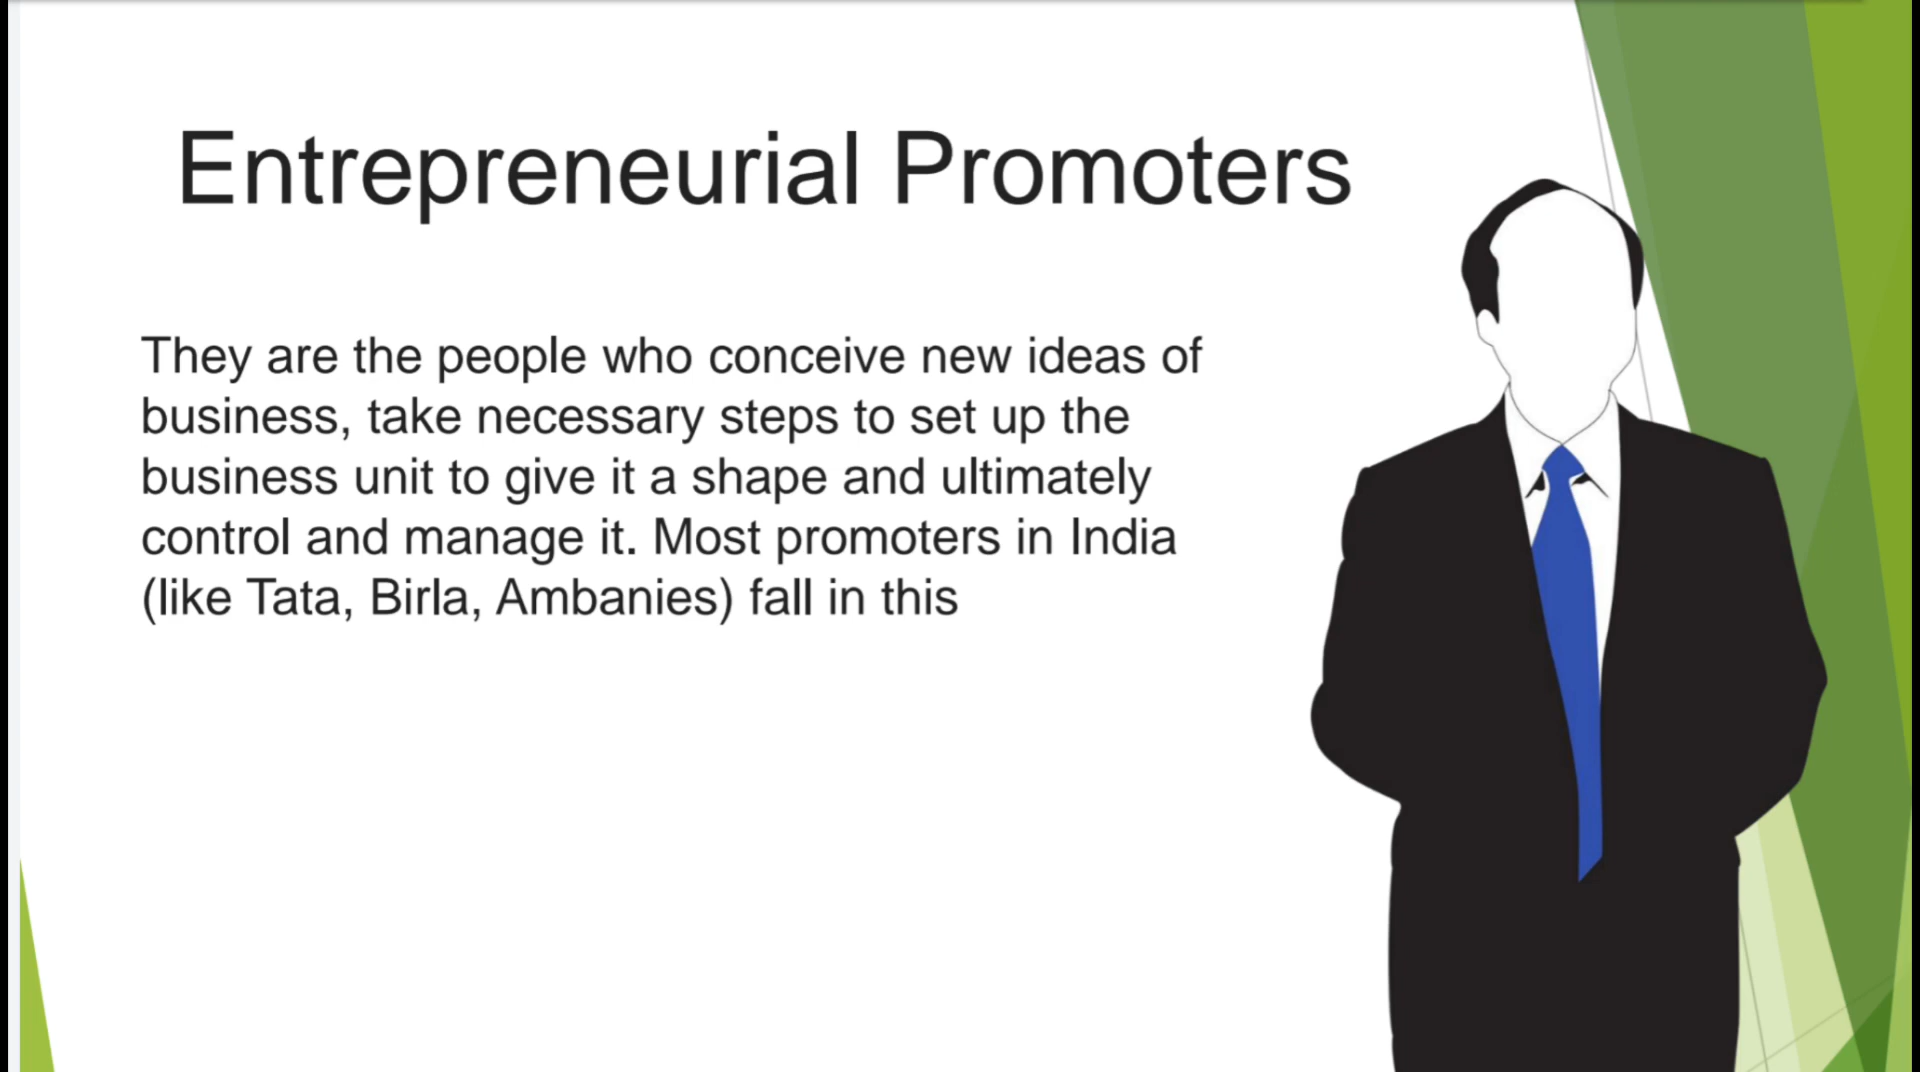 Entrepreneurial Promoters
They are the people who conceive new ideas of
business, take necessary steps to set up the
business unit to give it a shape and ultimately
control and manage it. Most promoters in India
(like Tata, Birla, Ambanies) fall in this